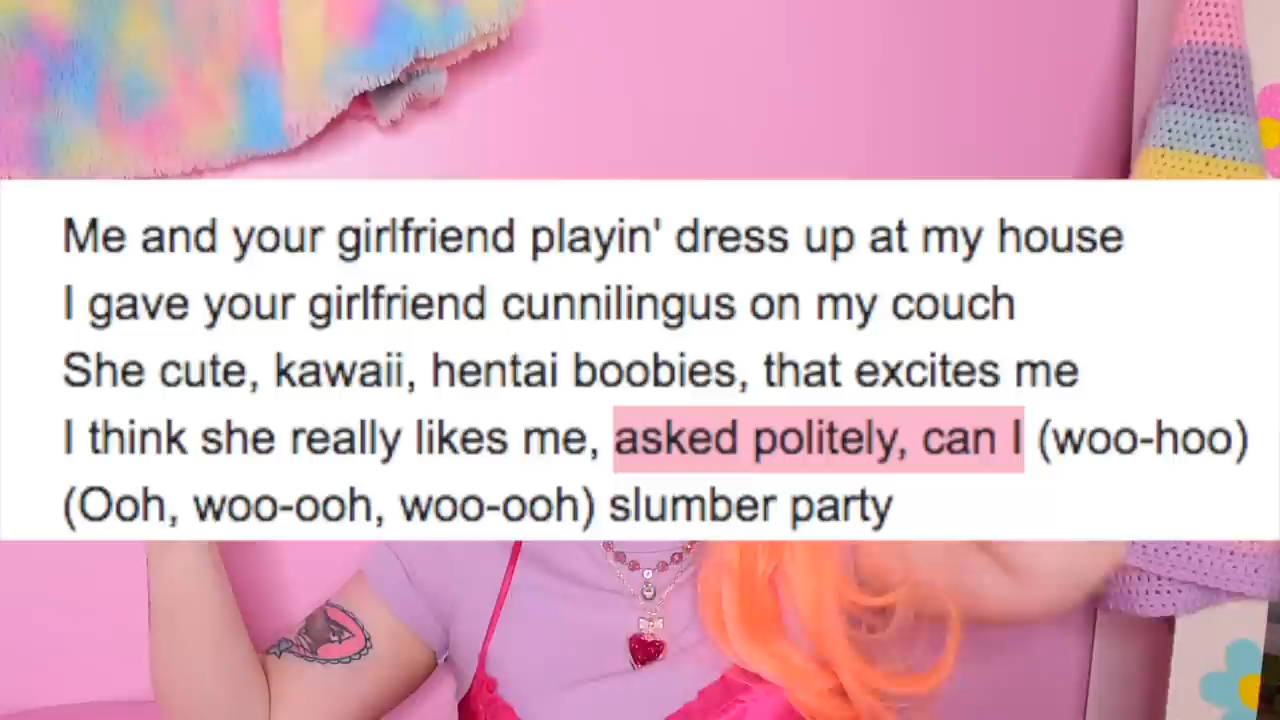 Me and your girlfriend playin' dress up at my house
I gave your girlfriend cunnilingus on my couch
She cute, kawaii, hentai boobies, that excites me
I think she really likes me, asked politely, can I (woo-hoo)
(Ooh, woo-ooh, woo-ooh) slumber party